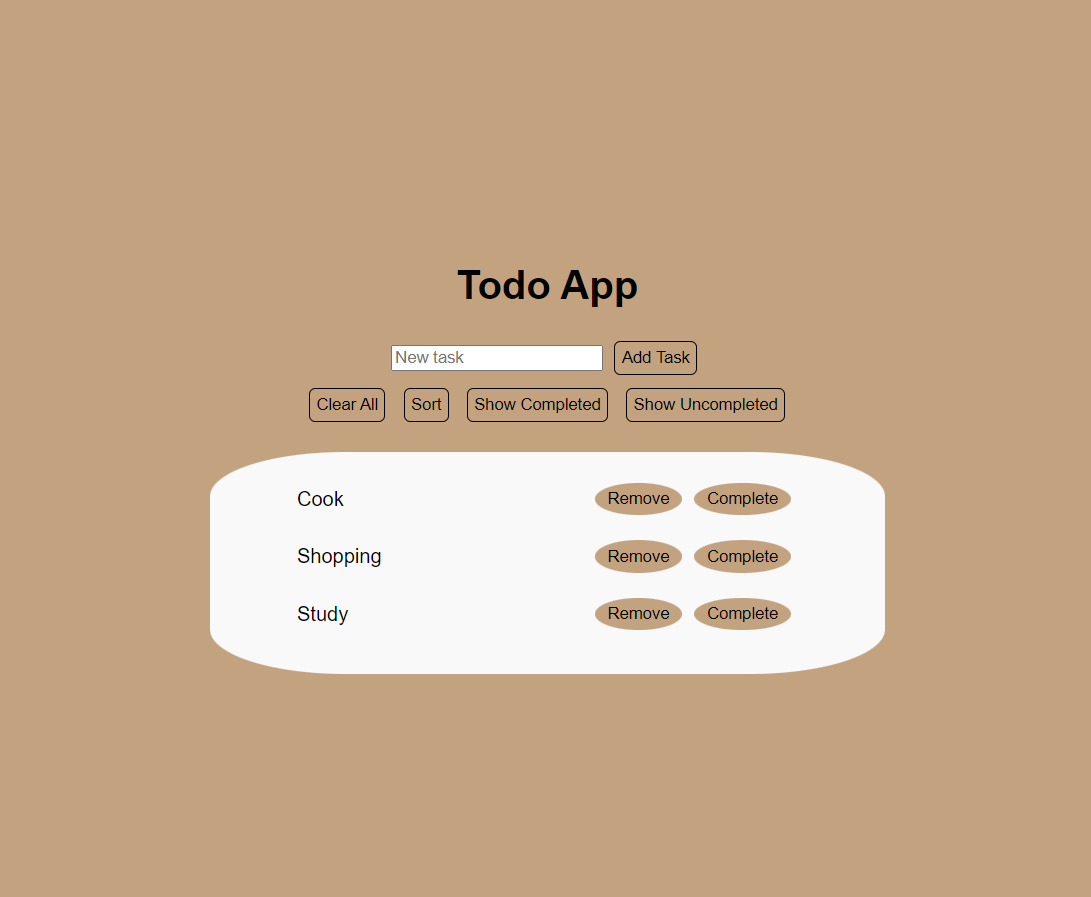 Todo App
New task Add Task
Clear All Sort Show Completed Show Uncompleted
Cook Remove Complete
Shopping Remove Complete
Study Remove Complete